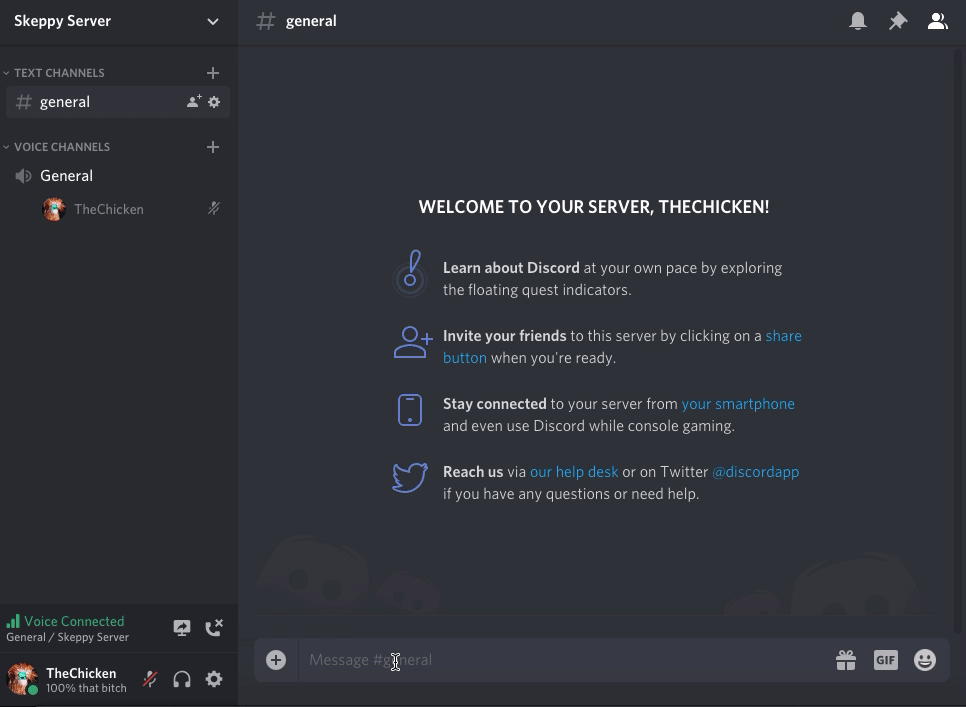 Skeppy Server
general
TEXT CHANNELS
general
VOICE CHANNELS
General
TheChicken
WELCOME TO YOUR SERVER, THECHICKEN!
Learn about Discord at your own pace by exploring
the floating quest indicators.
Invite your friends to this server by clicking on a share
button when you're ready.
Stay connected to your server from your smartphone
and even use Discord while console gaming.
Reach us via our help desk or on Twitter @discordapp
if you have any questions or need help.
Voice Connected
General / Skeppy Server
Message #general
GIF
TheChicken
100% that bitch